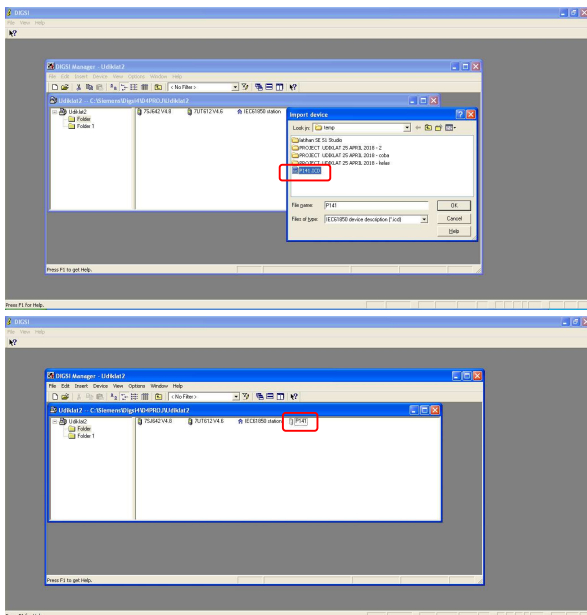 DIGSI
File View Help
DIGSI Manager - Udiklat2
File Edit Insert Device View Options Window Help
< No Filter >
Udiklat2 -- C:\Siemens\Digsi4\D4PROJ\Udiklat2
Udiklat2
Folder
Folder 1
7SJ642 V4.8
7UT612 V4.6
IEC61850 station
Import device
Look in:
temp
latihan SE S1 Studio
PROJECT UDIKLAT 25 APRIL 2018 - 2
PROJECT UDIKLAT 25 APRIL 2018 - coba
PROJECT UDIKLAT 25 APRIL 2018 - kelas
P141.ICD
File name:
P141
OK
Files of type:
IEC61850 device description (*.icd)
Cancel
Help
Press F1 to get Help.
Press F1 for Help.
DIGSI
File View Help
DIGSI Manager - Udiklat2
File Edit Insert Device View Options Window Help
< No Filter >
Udiklat2 -- C:\Siemens\Digsi4\D4PROJ\Udiklat2
Udiklat2
Folder
Folder 1
7SJ642 V4.8
7UT612 V4.6
IEC61850 station
P141
Press F1 to get Help.